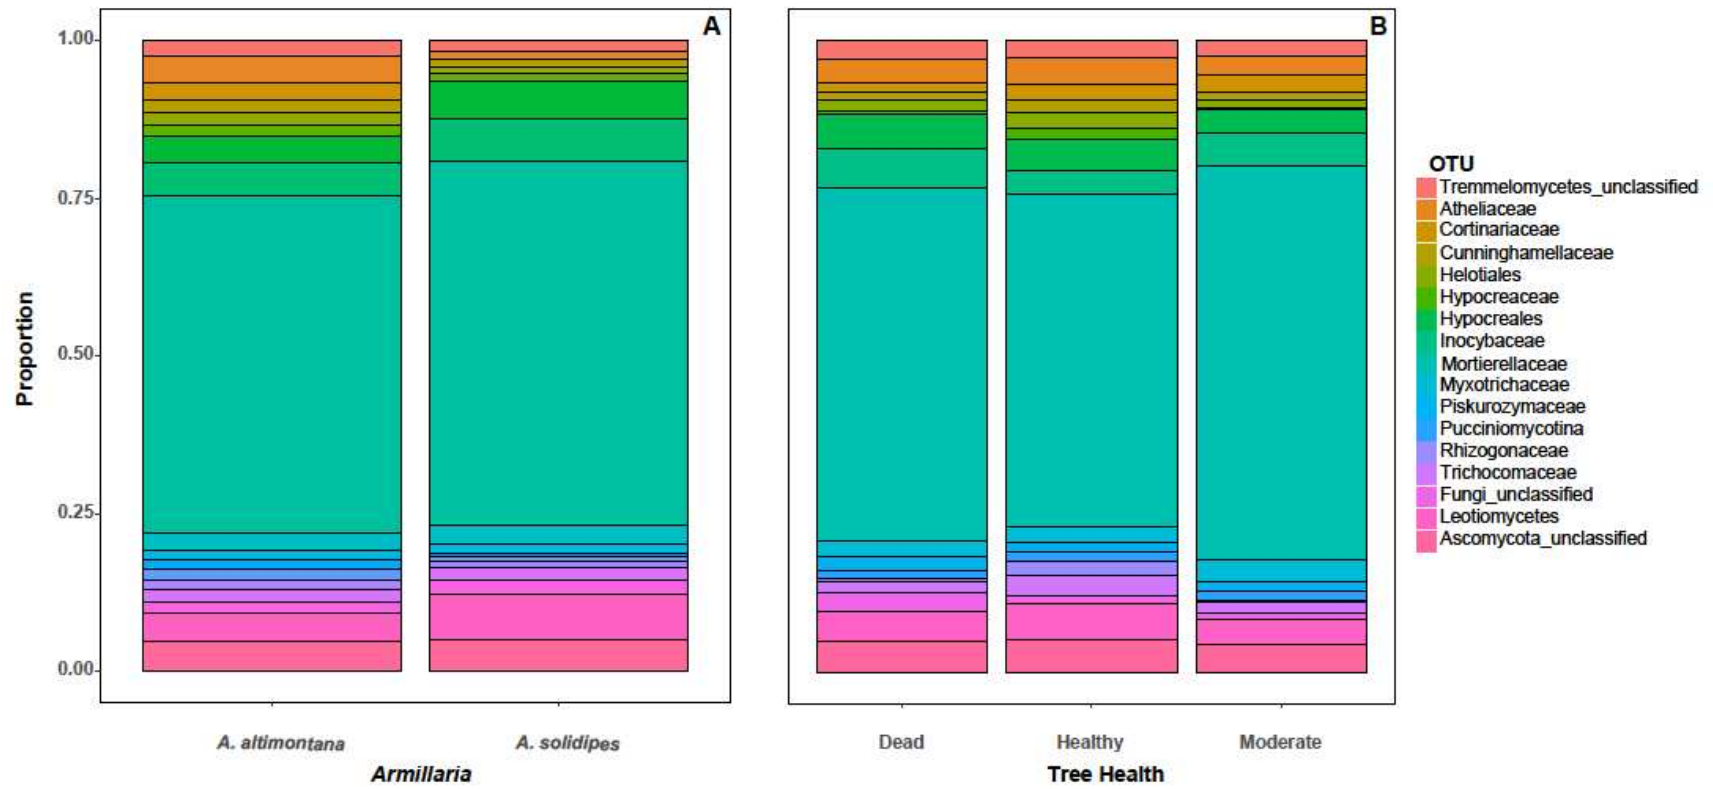 A
B
1.00
0.75
0.50
0.25
0.00
Proportion
A. altimontana
A. solidipes
Armillaria
Dead
Healthy
Moderate
Tree Health
OTU
Tremmelomycetes_unclassified
Atheliaceae
Cortinariaceae
Cunninghamellaceae
Helotiales
Hypocreaceae
Hypocreales
Inocybaceae
Mortierellaceae
Myxotrichaceae
Piskurozymaceae
Pucciniomycotina
Rhizogonaceae
Trichocomaceae
Fungi_unclassified
Leotiomycetes
Ascomycota_unclassified